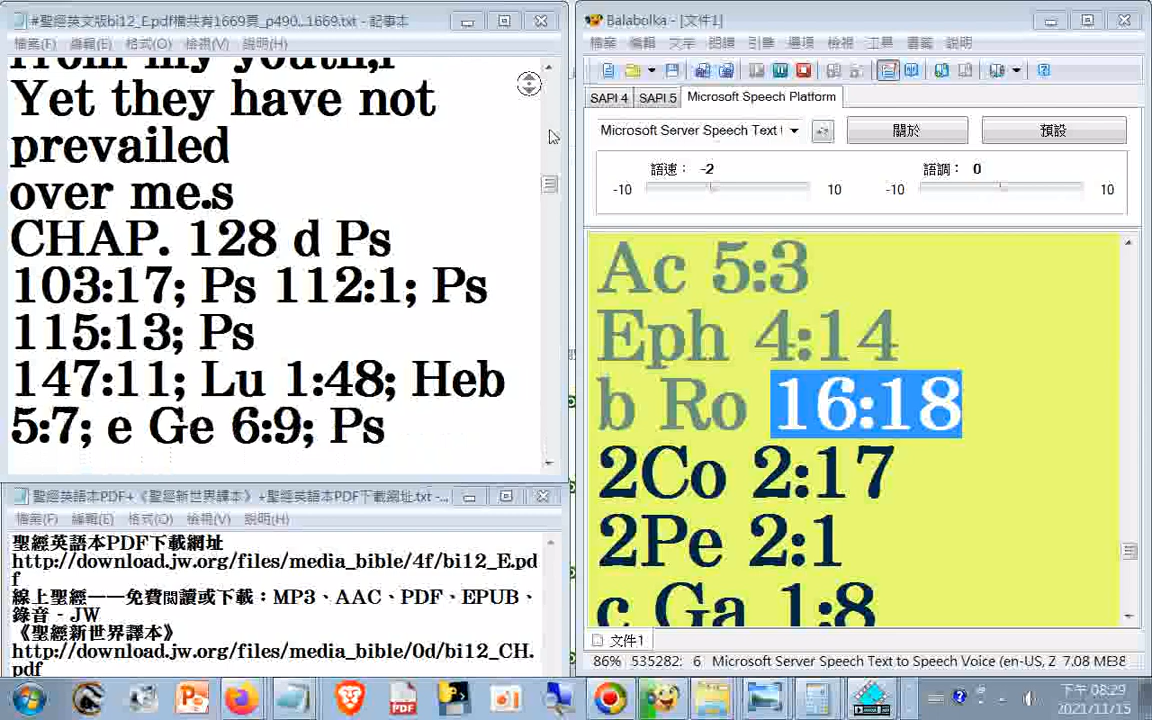 #聖經英文版bi12_E.pdf檔共有1669頁_p490...1669.txt - 記事本
檔案(F) 編輯(E) 格式(O) 檢視(V) 說明(H)
From my youth,r
Yet they have not
prevailed
over me.s
CHAP. 128 d Ps
103:17; Ps 112:1; Ps
115:13; Ps
147:11; Lu 1:48; Heb
5:7; e Ge 6:9; Ps
聖經英語本PDF+《聖經新世界譯本》+聖經英語本PDF下載網址.txt - ...
檔案(F) 編輯(E) 格式(O) 檢視(V) 說明(H)
聖經英語本PDF下載網址
http://download.jw.org/files/media_bible/4f/bi12_E.pd
f
線上聖經——免費閱讀或下載：MP3、AAC、PDF、EPUB、
錄音 - JW
《聖經新世界譯本》
http://download.jw.org/files/media_bible/0d/bi12_CH.
pdf
Balabolka - [文件1]
檔案 編輯 文字 朗讀 引擎 選項 檢視 工具 書籤 說明
SAPI 4 SAPI 5 Microsoft Speech Platform
Microsoft Server Speech Text 關於 預設
語速： -2 語調： 0
-10 10 -10 10
Ac 5:3
Eph 4:14
b Ro 16:18
2Co 2:17
2Pe 2:1
c Ga 1:8
文件1
86% 535282: 6 Microsoft Server Speech Text to Speech Voice (en-US, Z 7.08 ME38
下午 08:29
2021/11/15